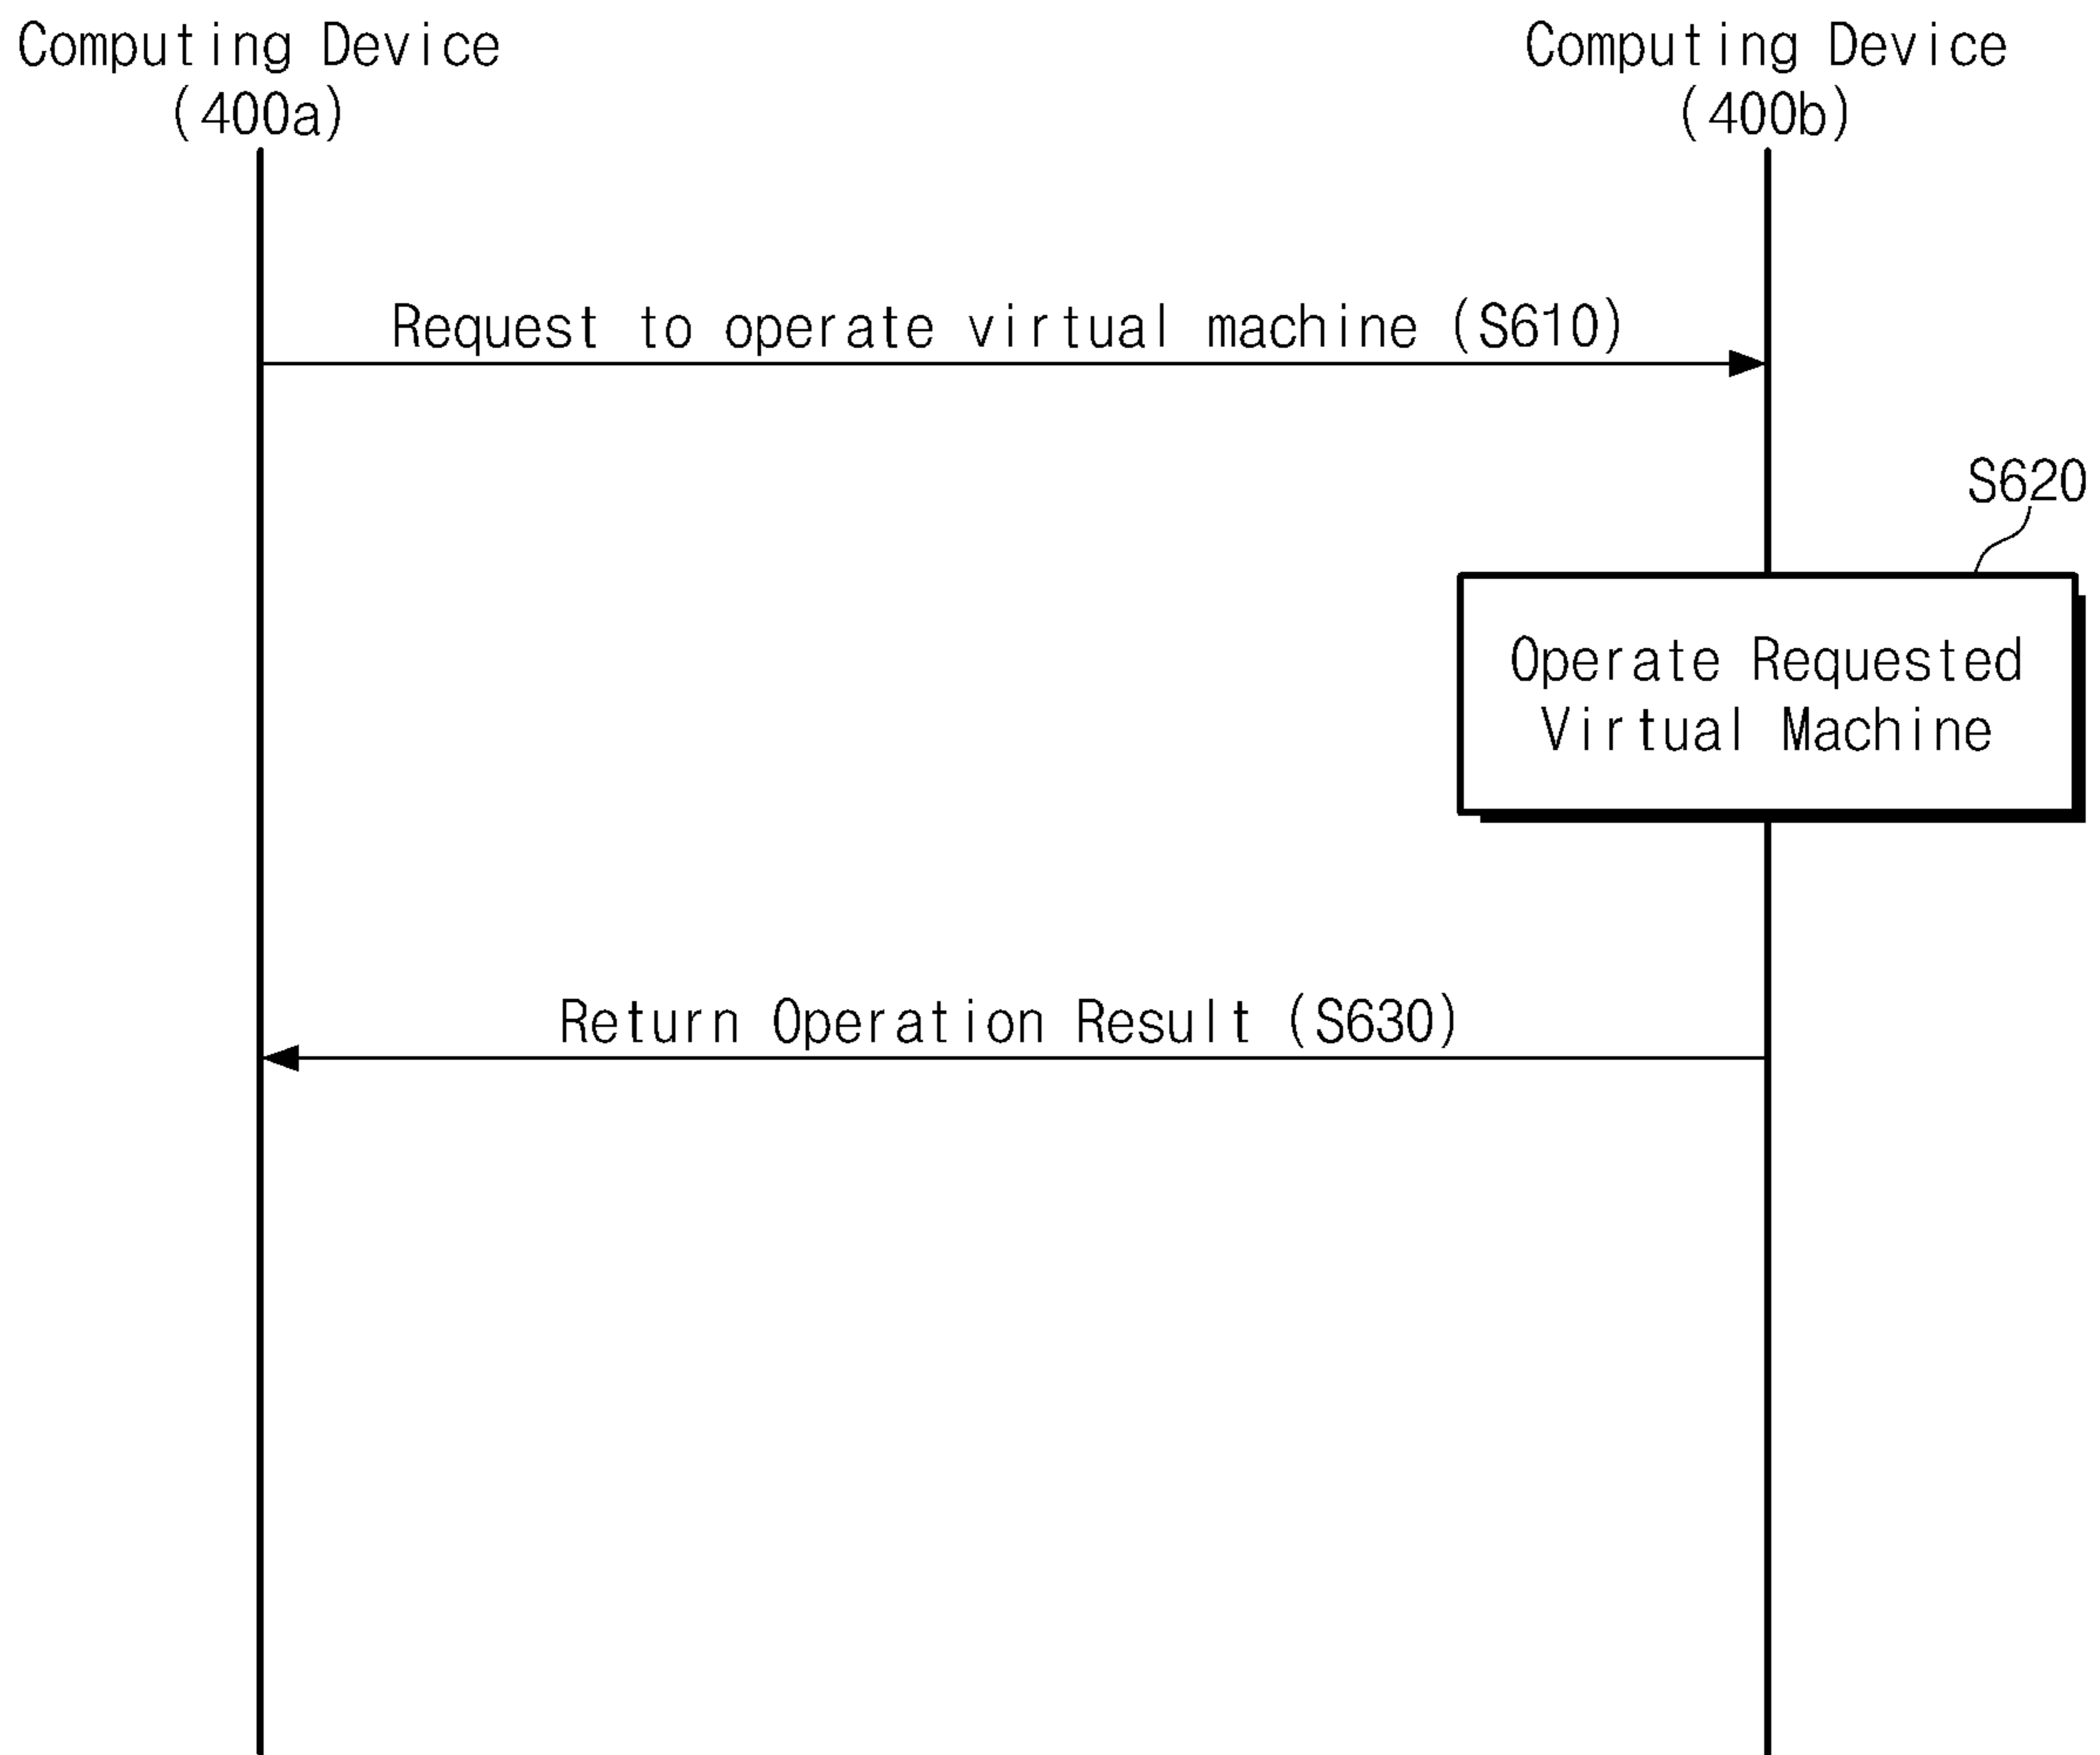 Computing Device
(400a)
Computing Device
(400b)
Request to operate virtual machine (S610)
S620
Operate Requested
Virtual Machine
Return Operation Result (S630)